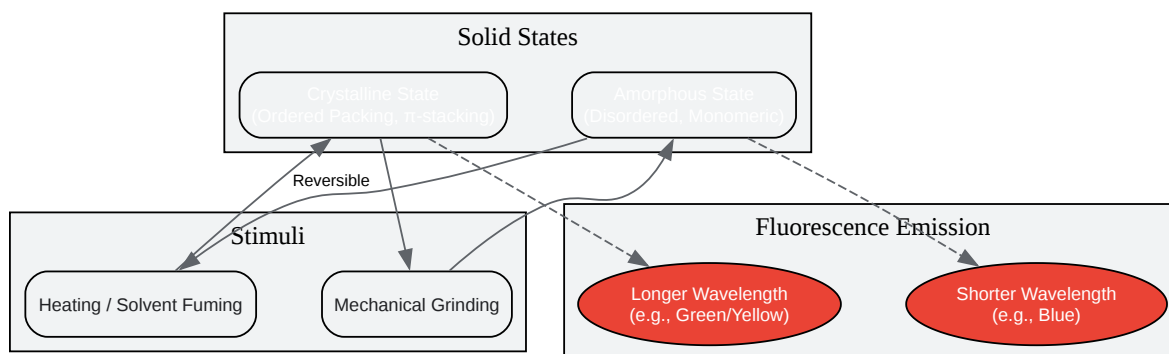 Solid States
Crystalline State
(Ordered Packing, π-stacking)
Amorphous State
(Disordered, Monomeric)
Reversible
Stimuli
Fluorescence Emission
Heating / Solvent Fuming
Mechanical Grinding
Longer Wavelength
(e.g., Green/Yellow)
Shorter Wavelength
(e.g., Blue)